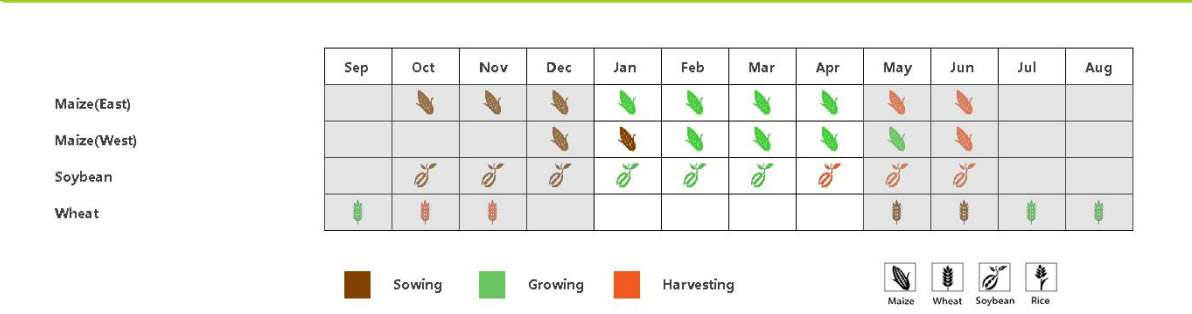 Sep Oct Nov Dec Jan Feb Mar Apr May Jun Jul Aug
Maize(East)
Maize(West)
Soybean
Wheat
Sowing Growing Harvesting
Maize Wheat Soybean Rice